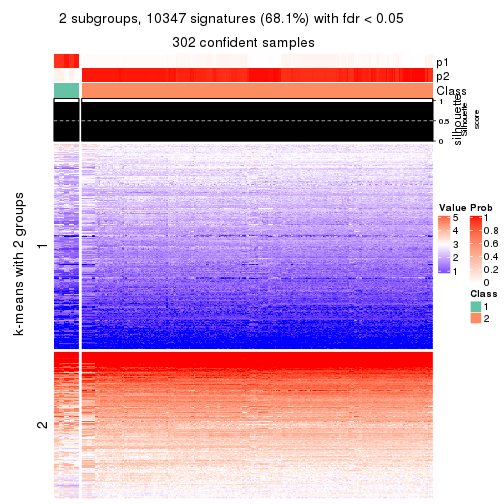 2 subgroups, 10347 signatures (68.1%) with fdr < 0.05
302 confident samples
p1
p2
Class
silhouette
Silhouette
score
1
0.5
0
k-means with 2 groups
1
2
Value
5
4
3
2
1
Prob
1
0.8
0.6
0.4
0.2
0
Class
1
2